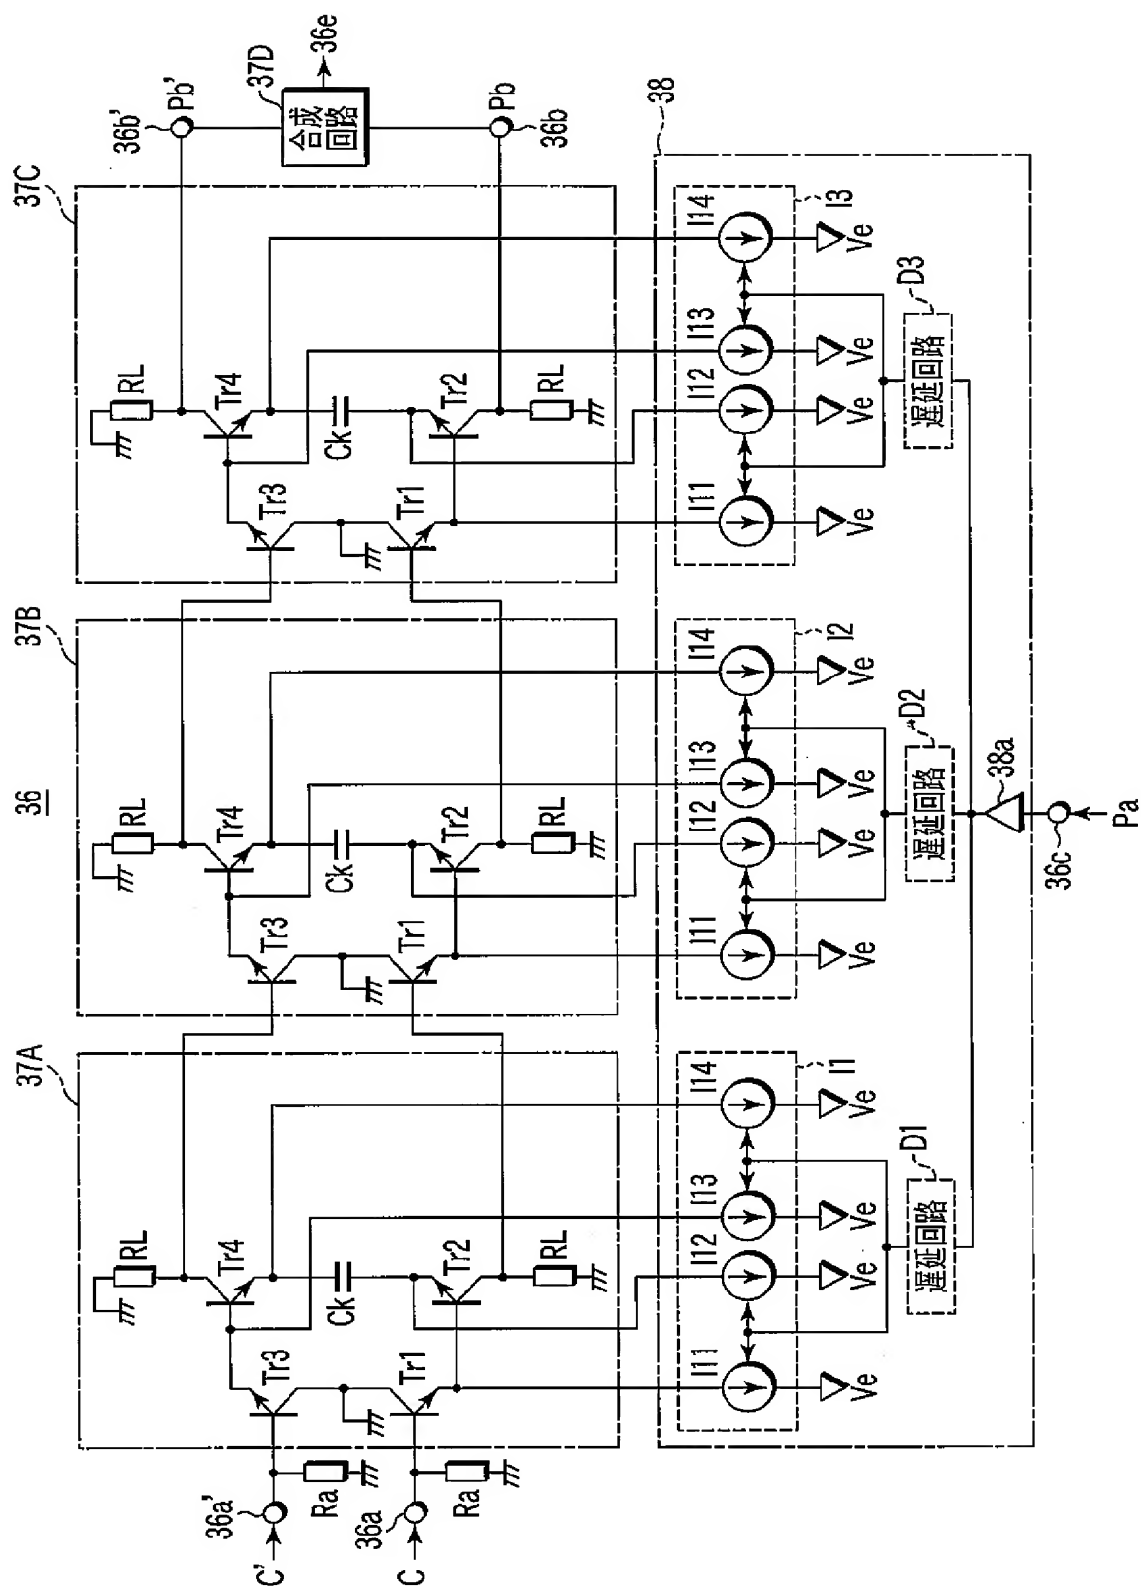 36
37A
37B
37C
C'
36a'
Ra
C
36a
Ra
RL
Tr3
Tr4
Ck
Tr1
Tr2
RL
RL
Tr3
Tr4
Ck
Tr1
Tr2
RL
RL
Tr3
Tr4
Ck
Tr1
Tr2
RL
36b'
Pb'
37D
合成
回路
36e
Pb
36b
38
I11
I12
I13
I14
I1
Ve
Ve
Ve
Ve
I11
I12
I13
I14
I2
Ve
Ve
Ve
Ve
I11
I12
I13
I14
I3
Ve
Ve
Ve
Ve
遅延回路
D1
遅延回路
D2
遅延回路
D3
38a
36c
Pa